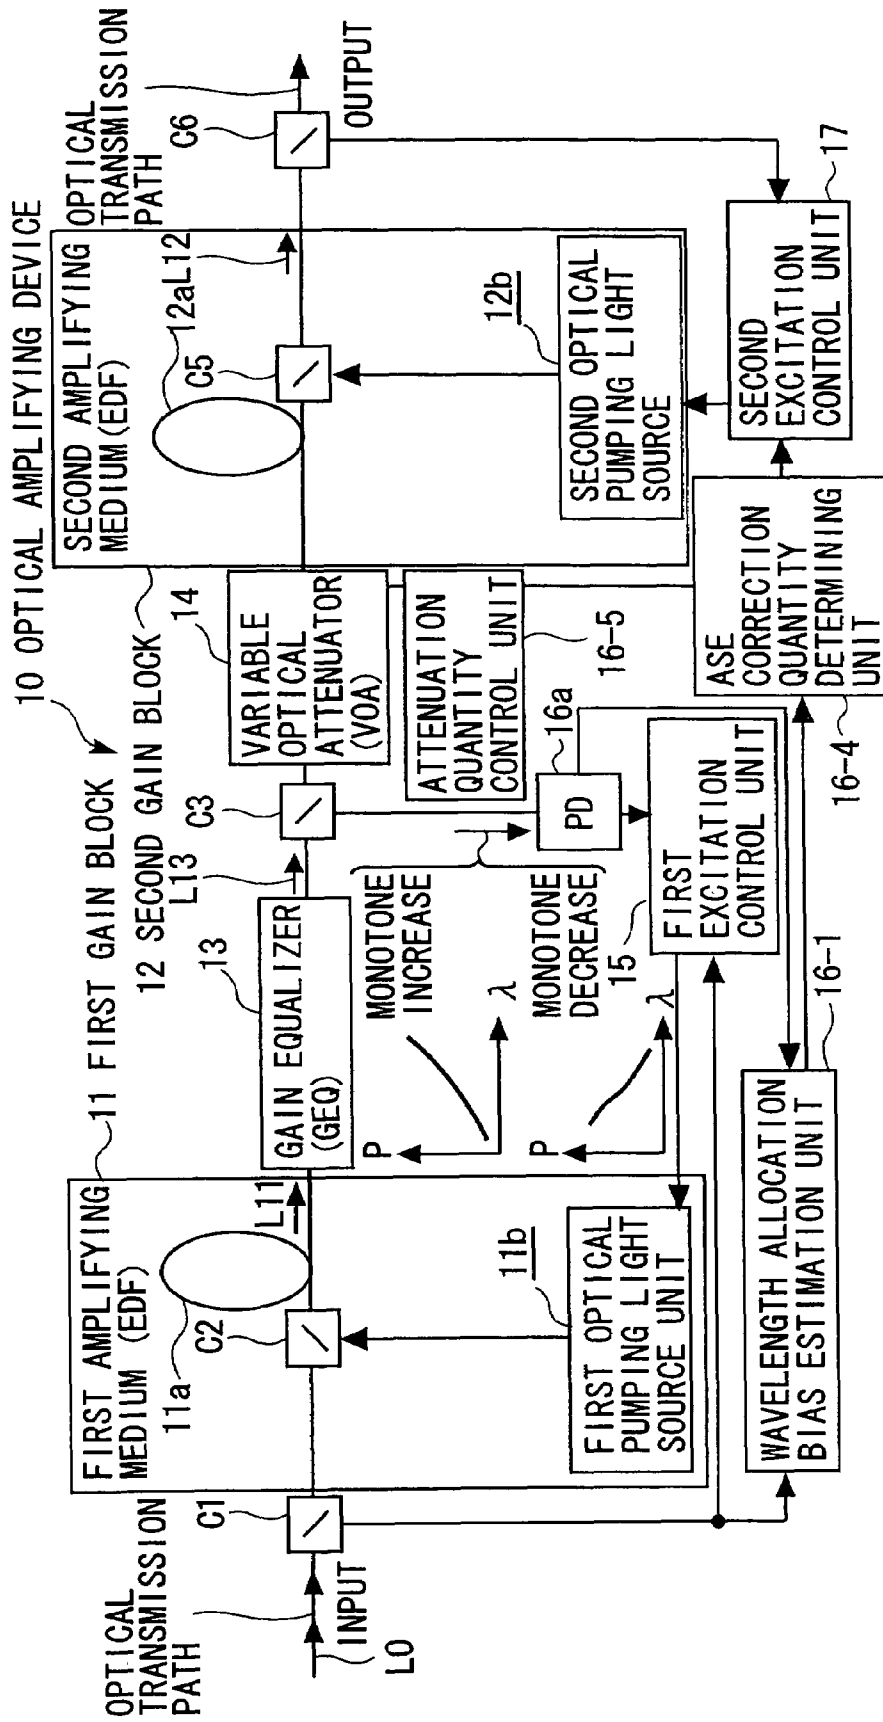 10 OPTICAL AMPLIFYING DEVICE
11 FIRST GAIN BLOCK
12 SECOND GAIN BLOCK
OPTICAL
TRANSMISSION
PATH
L0
INPUT
C1
FIRST AMPLIFYING
MEDIUM (EDF)
11a
C2
L11
11b
FIRST OPTICAL
PUMPING LIGHT
SOURCE UNIT
13
GAIN EQUALIZER
(GEQ)
L13
C3
14
VARIABLE
OPTICAL
ATTENUATOR
(VOA)
ATTENUATION
QUANTITY
CONTROL UNIT
16-5
SECOND AMPLIFYING
MEDIUM(EDF)
12a
L12
C5
12b
SECOND OPTICAL
PUMPING LIGHT
SOURCE
OPTICAL
TRANSMISSION
PATH
C6
OUTPUT
P
λ
MONOTONE
INCREASE
P
λ
MONOTONE
DECREASE
16a
PD
15
FIRST
EXCITATION
CONTROL UNIT
WAVELENGTH ALLOCATION
BIAS ESTIMATION UNIT
16-1
ASE
CORRECTION
QUANTITY
DETERMINING
UNIT
16-4
SECOND
EXCITATION
CONTROL UNIT
17